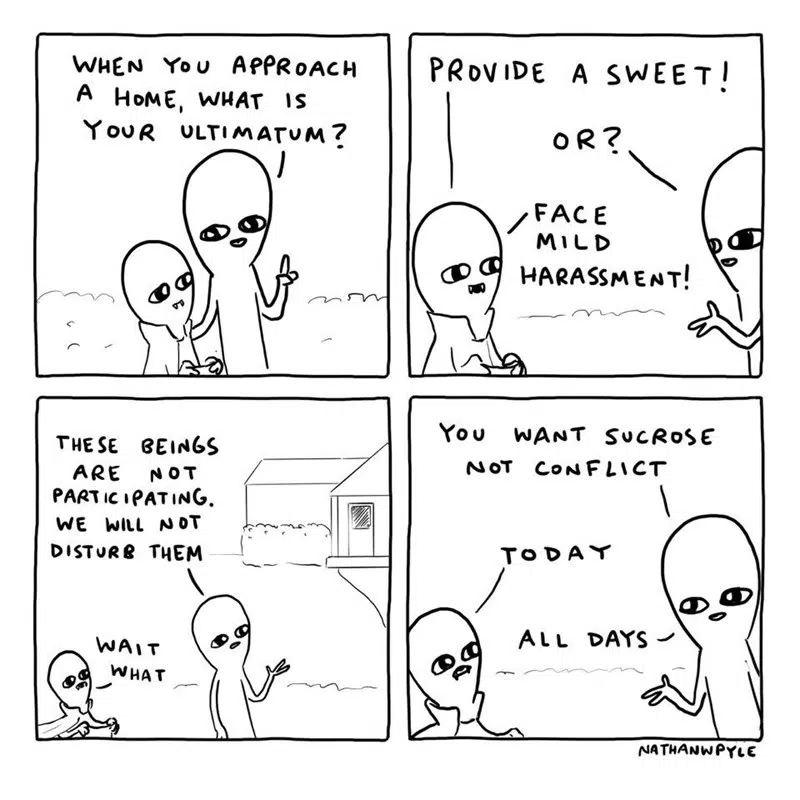 WHEN YOU APPROACH
A HOME, WHAT IS
YOUR ULTIMATUM?
PROVIDE A SWEET!
OR?
FACE
MILD
HARASSMENT!
THESE BEINGS
ARE NOT
PARTICIPATING.
WE WILL NOT
DISTURB THEM
WAIT
WHAT
YOU WANT SUCROSE
NOT CONFLICT
TODAY
ALL DAYS
NATHANWPYLE